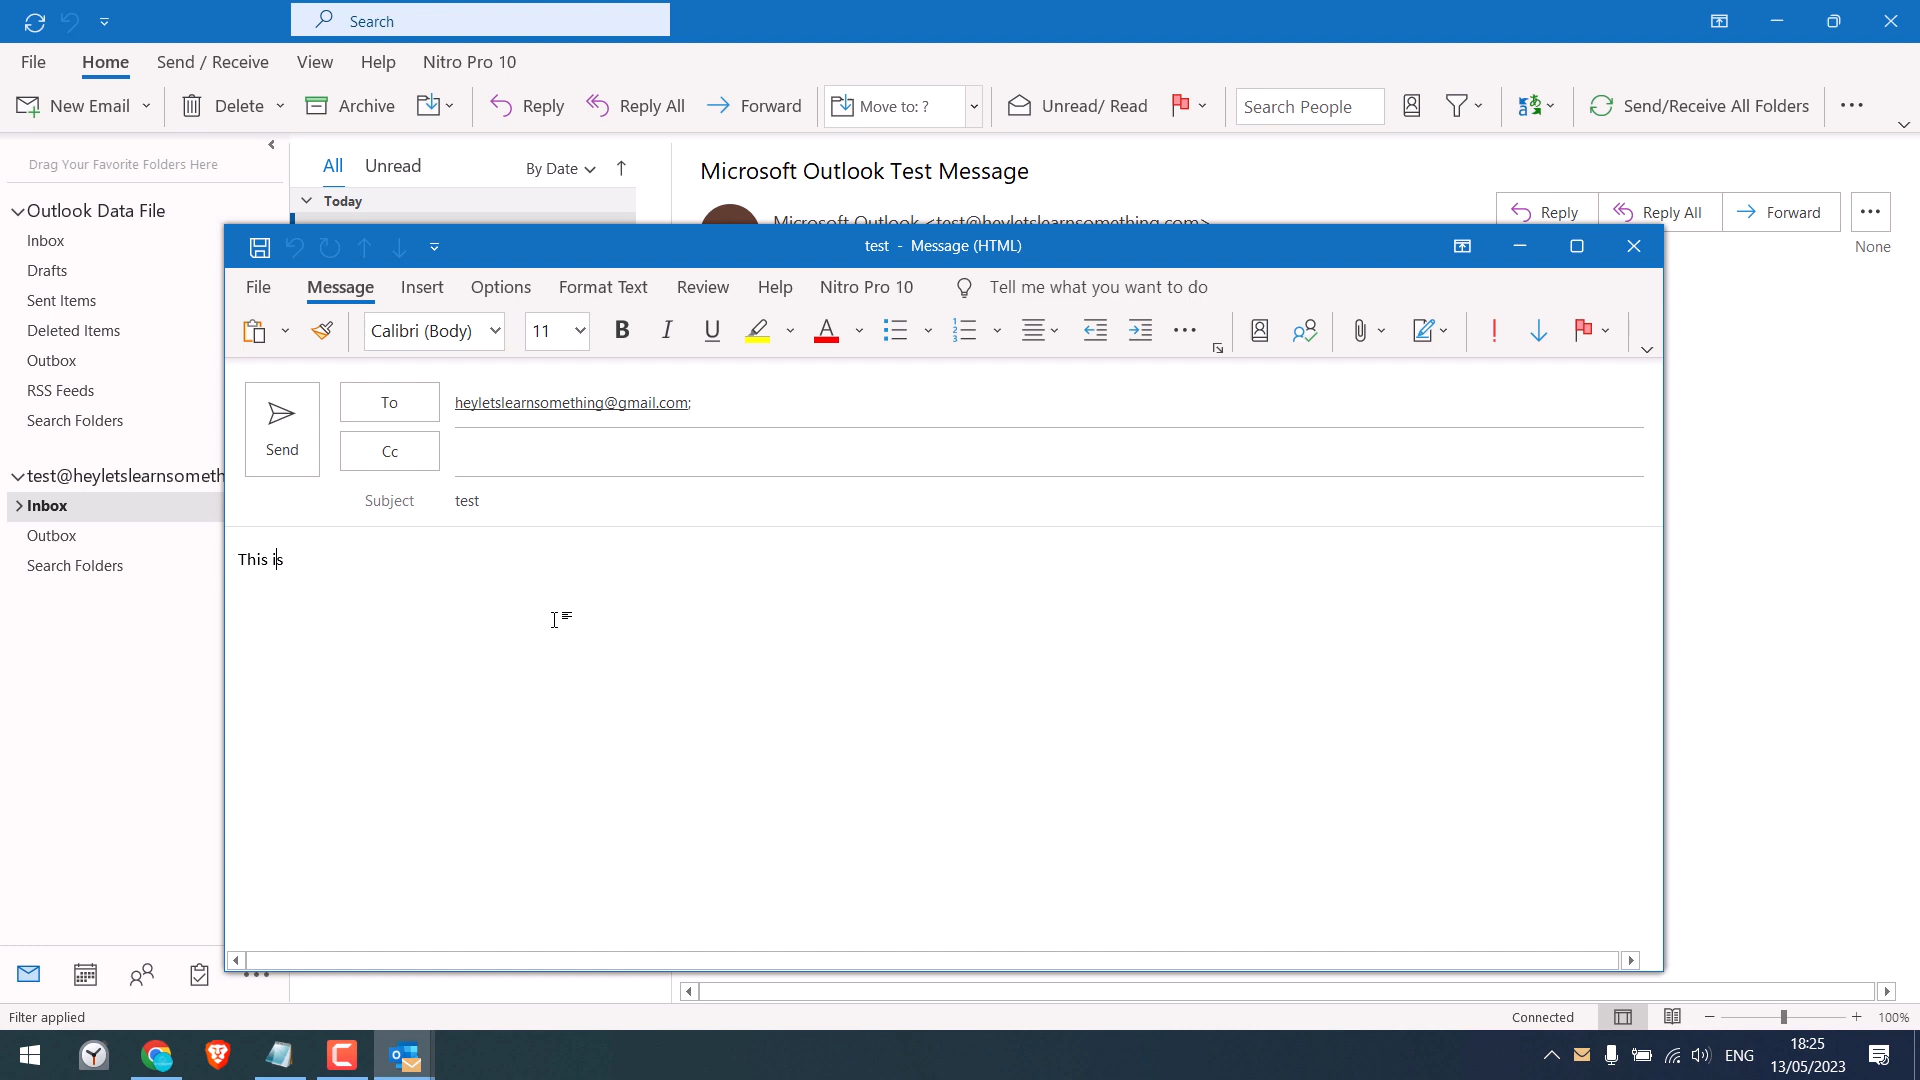 Search
File Home Send / Receive View Help Nitro Pro 10
New Email Delete Archive Reply Reply All Forward Move to: ? Unread/ Read Search People Send/Receive All Folders
Drag Your Favorite Folders Here
All Unread By Date
Today
Microsoft Outlook Test Message
Microsoft Outlook <test@heyletslearnsomething.com>
Reply Reply All Forward
None
Outlook Data File
Inbox
Drafts
Sent Items
Deleted Items
Outbox
RSS Feeds
Search Folders
test@heyletslearnsometh
Inbox
Outbox
Search Folders
test - Message (HTML)
File Message Insert Options Format Text Review Help Nitro Pro 10 Tell me what you want to do
Calibri (Body) 11 B I U A
Send
To heyletslearnsomething@gmail.com;
Cc
Subject test
This is
Filter applied
Connected
100%
ENG
18:25
13/05/2023